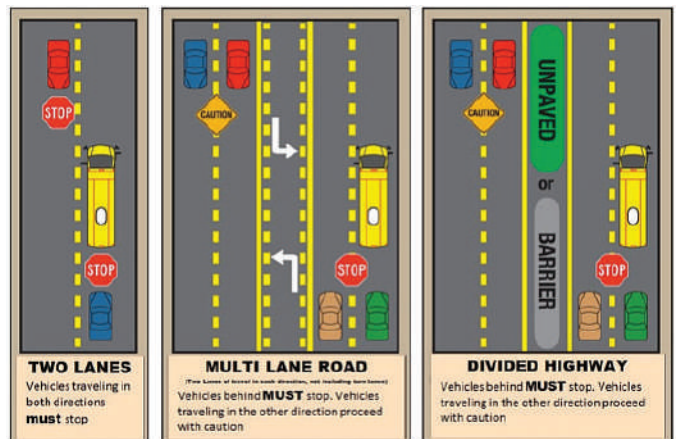 STOP
STOP
TWO LANES
Vehicles traveling in
both directions
must stop
CAUTION
STOP
MULTI LANE ROAD
(Two Lanes of travel in each direction, not including turn lanes)
Vehicles behind MUST stop. Vehicles
traveling in the other direction proceed
with caution
CAUTION
UNPAVED
or
BARRIER
STOP
DIVIDED HIGHWAY
Vehicles behind MUST stop. Vehicles
traveling in the other direction proceed
with caution